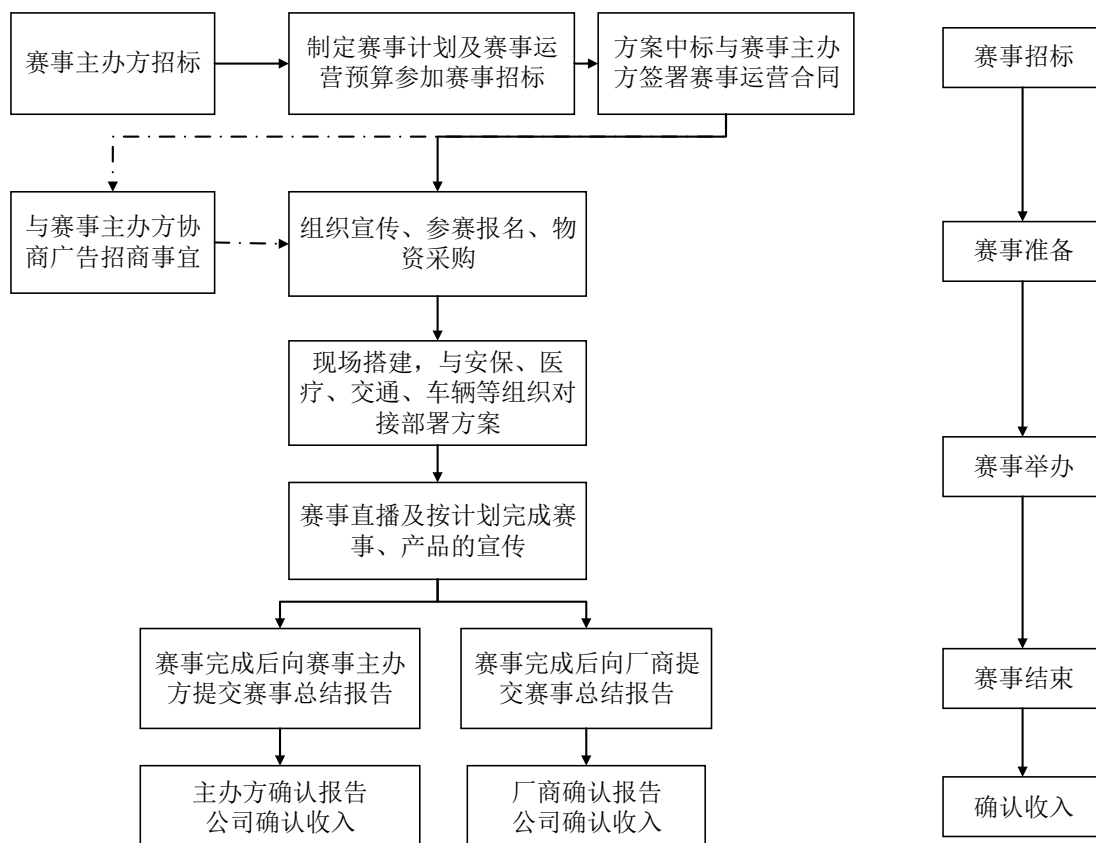 赛事主办方招标
制定赛事计划及赛事运
营预算参加赛事招标
方案中标与赛事主办
方签署赛事运营合同
赛事招标
与赛事主办方协
商广告招商事宜
组织宣传、参赛报名、物
资采购
赛事准备
现场搭建，与安保、医
疗、交通、车辆等组织对
接部署方案
赛事举办
赛事直播及按计划完成赛
事、产品的宣传
赛事完成后向赛事主办
方提交赛事总结报告
赛事完成后向厂商提
交赛事总结报告
赛事结束
主办方确认报告
公司确认收入
厂商确认报告
公司确认收入
确认收入